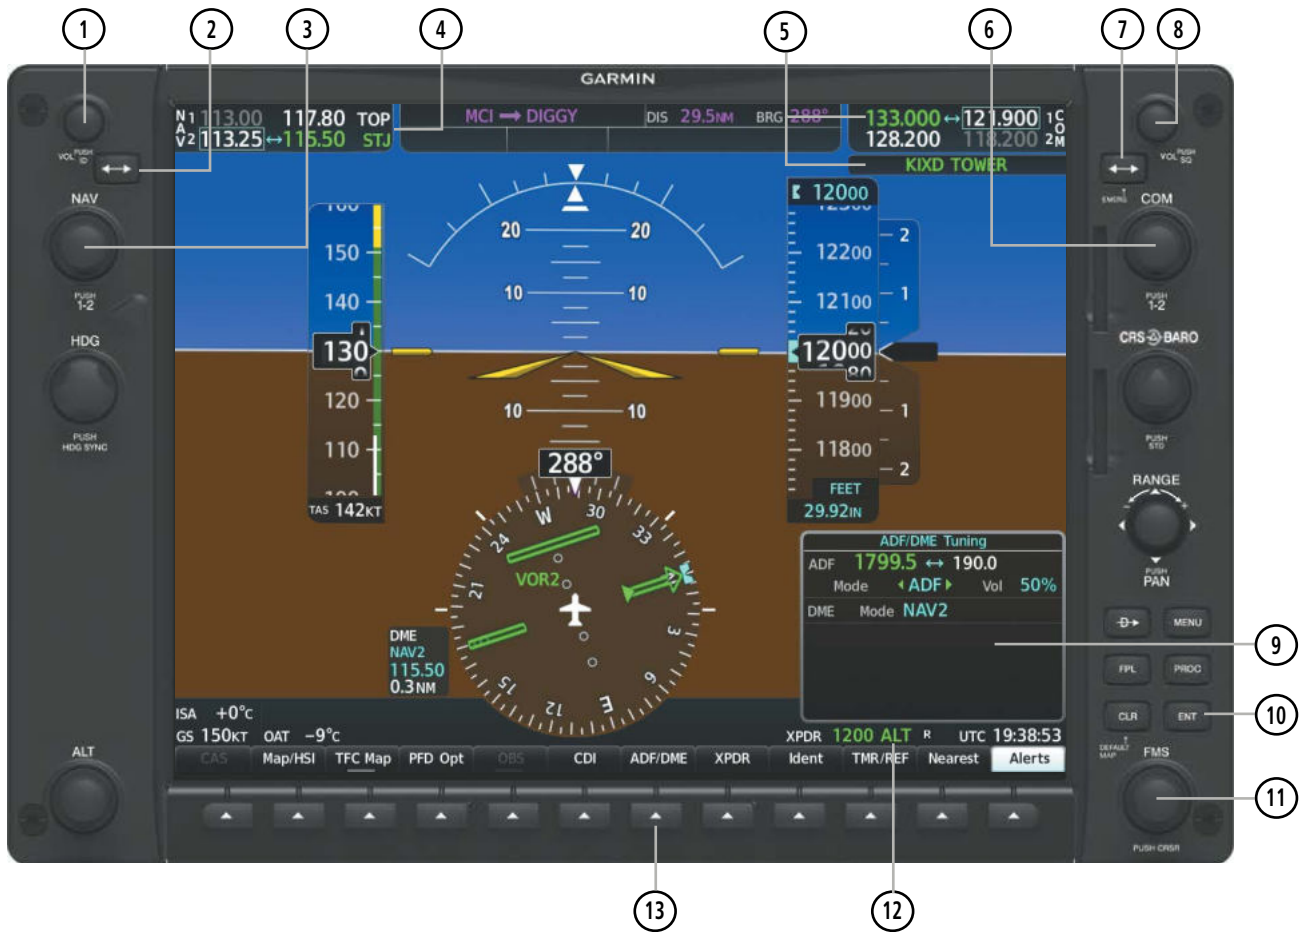 1 2 3 4 5 6 7 8
GARMIN
NAV 1 113.00 117.80 TOP
2 113.25 ↔ 115.50 STJ
MCI → DIGGY DIS 29.5NM BRG 288°
133.000 ↔ 121.900 1 COM
128.200 118.200 2
KIXD TOWER
VOL PUSH ID
NAV
PUSH 1-2
HDG
PUSH HDG SYNC
ALT
VOL PUSH SQ
EMERG
COM
PUSH 1-2
CRS BARO
PUSH STD
RANGE
PUSH PAN
D MENU
FPL PROC
CLR ENT
DEFAULT MAP
FMS
PUSH CRSR
150
140
130
120
110
TAS 142KT
20 20
10 10
10 10
12000
12200
12100
12000
11900
11800
2
1
1
2
FEET
29.92IN
288°
W 30 33 3 6 E 12 15 21 24
VOR2
DME
NAV2
115.50
0.3NM
ADF/DME Tuning
ADF 1799.5 ↔ 190.0
Mode ADF Vol 50%
DME Mode NAV2
ISA +0°C
GS 150KT OAT -9°C
XPDR 1200 ALT R UTC 19:38:53
CAS Map/HSI TFC Map PFD Opt OBS CDI ADF/DME XPDR Ident TMR/REF Nearest Alerts
9
10
11
12
13